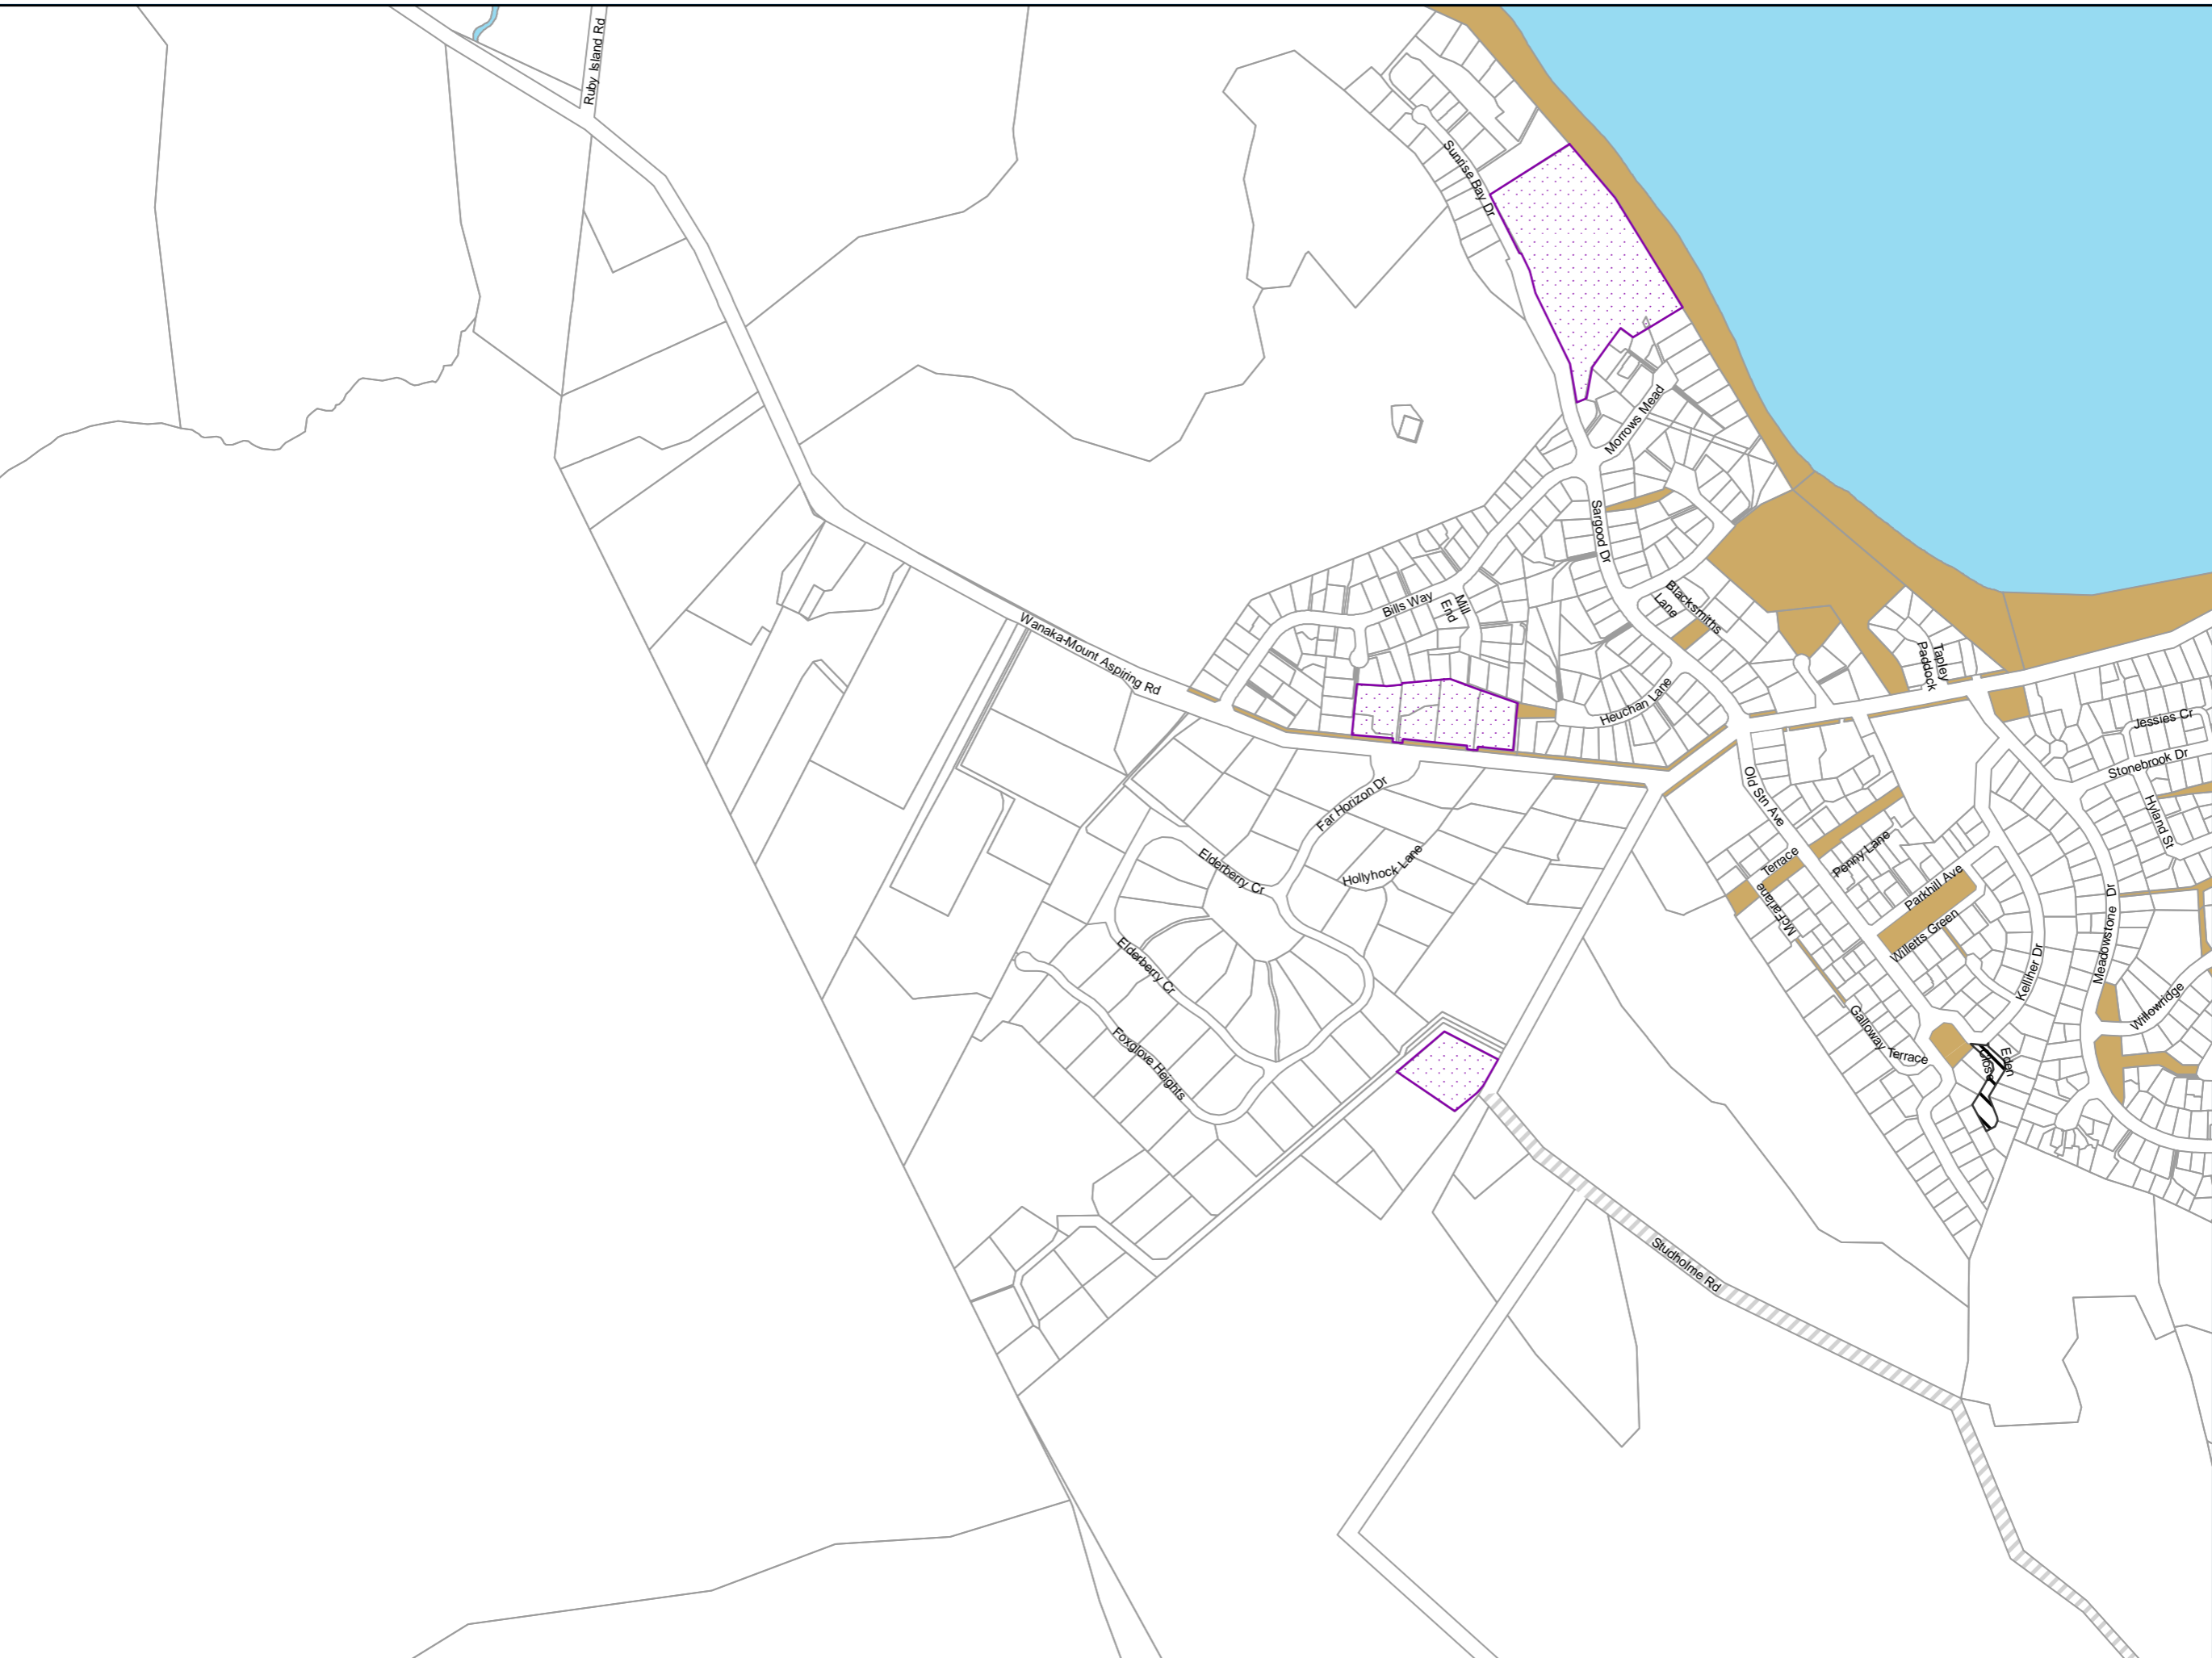 Ruby Island Rd
Sunrise Bay Dr
Morrows Mead
Sargood Dr
Bills Way
Mill
End
Blacksmiths
Lane
Wanaka-Mount Aspiring Rd
Tapley
Paddock
Heuchan Lane
Jessies Cr
Stonebrook Dr
Old Stn Ave
Far Horizon Dr
Hyland St
Elderberry Cr
Hollyhock Lane
Terrace
McFarlane
Penny Lane
Parkhill Ave
Willetts Green
Meadowstone Dr
Elderberry Cr
Kelliher Dr
Willowridge
Foxglove Heights
Galloway
Terrace
Eden
Close
Studholme Rd